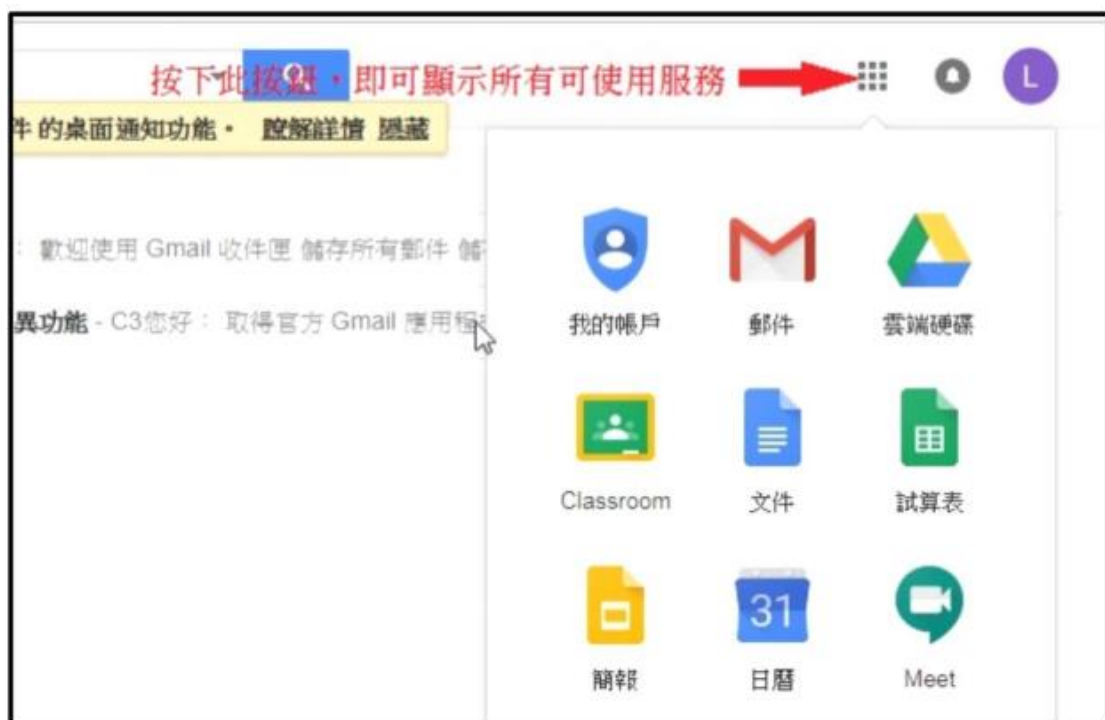 按下此按鈕，即可顯示所有可使用服務
L
件 的桌面通知功能。 瞭解詳情 隱藏
： 歡迎使用 Gmail 收件匣 儲存所有郵件 儲
異功能 - C3您好： 取得官方 Gmail 應用程
我的帳戶 郵件 雲端硬碟
Classroom 文件 試算表
31
簡報 日曆 Meet